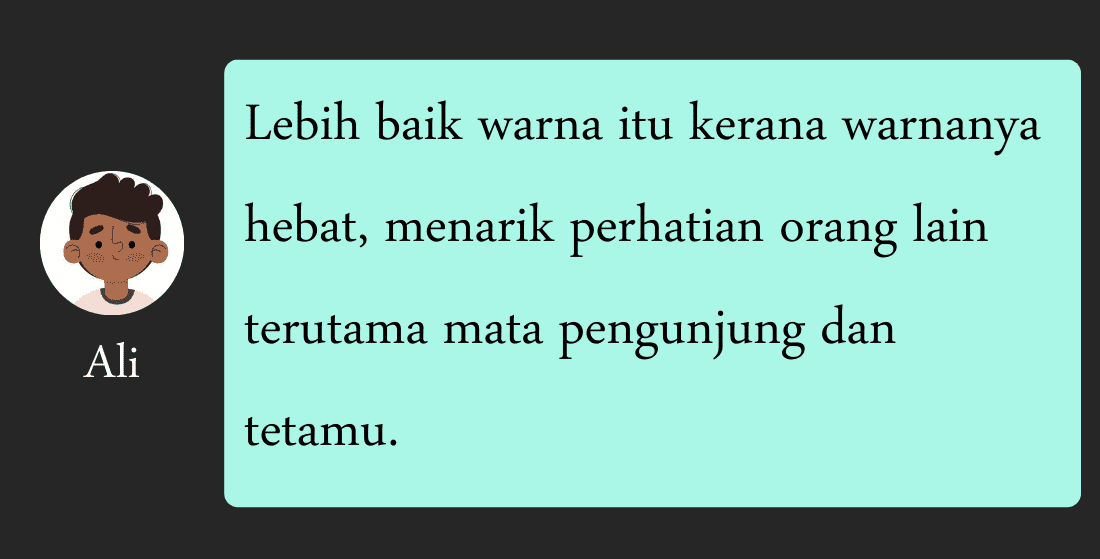 Lebih baik warna itu kerana warnanya
hebat, menarik perhatian orang lain
terutama mata pengunjung dan
tetamu.
Ali